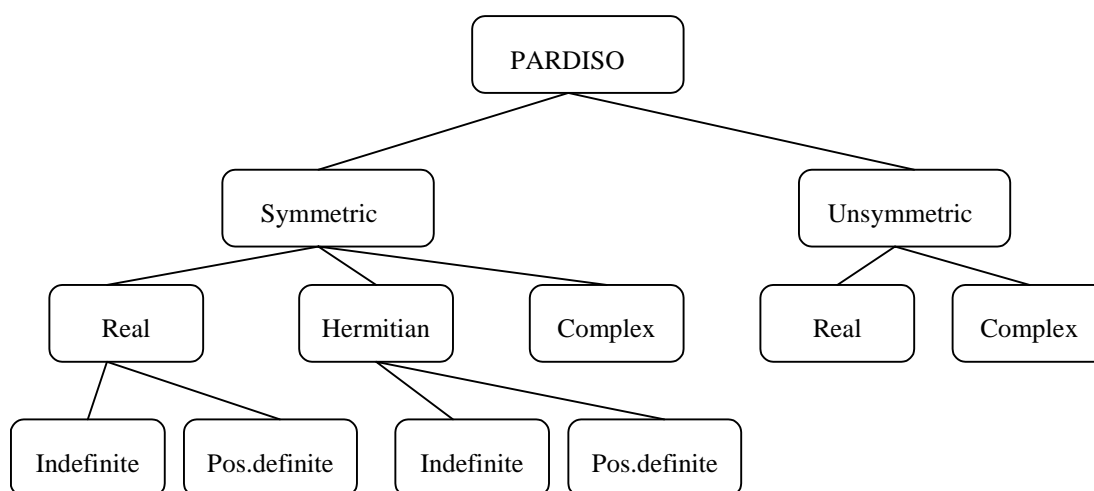 PARDISO
Symmetric Unsymmetric
Real Hermitian Complex Real Complex
Indefinite Pos.definite Indefinite Pos.definite